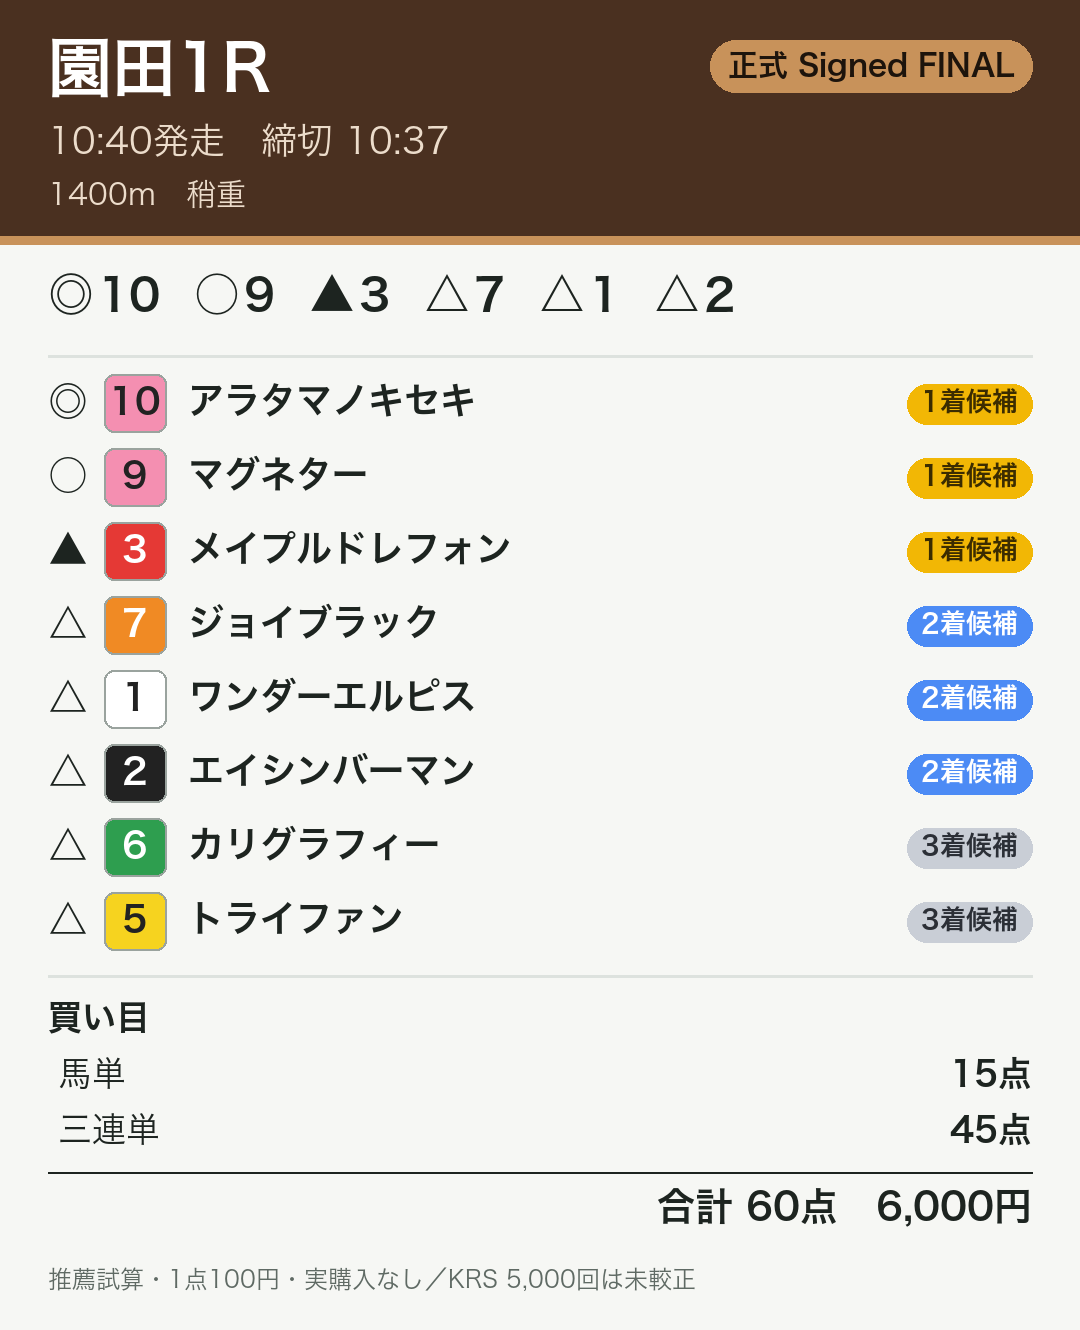 園田1R
正式 Signed FINAL
10:40発走　締切 10:37
1400m　稍重
◎10 ○9 ▲3 △7 △1 △2
◎ 10 アラタマノキセキ 1着候補
○ 9 マグネター 1着候補
▲ 3 メイプルドレフォン 1着候補
△ 7 ジョイブラック 2着候補
△ 1 ワンダーエルピス 2着候補
△ 2 エイシンバーマン 2着候補
△ 6 カリグラフィー 3着候補
△ 5 トライファン 3着候補
買い目
馬単 15点
三連単 45点
合計 60点　6,000円
推薦試算・1点100円・実購入なし／KRS 5,000回は未較正